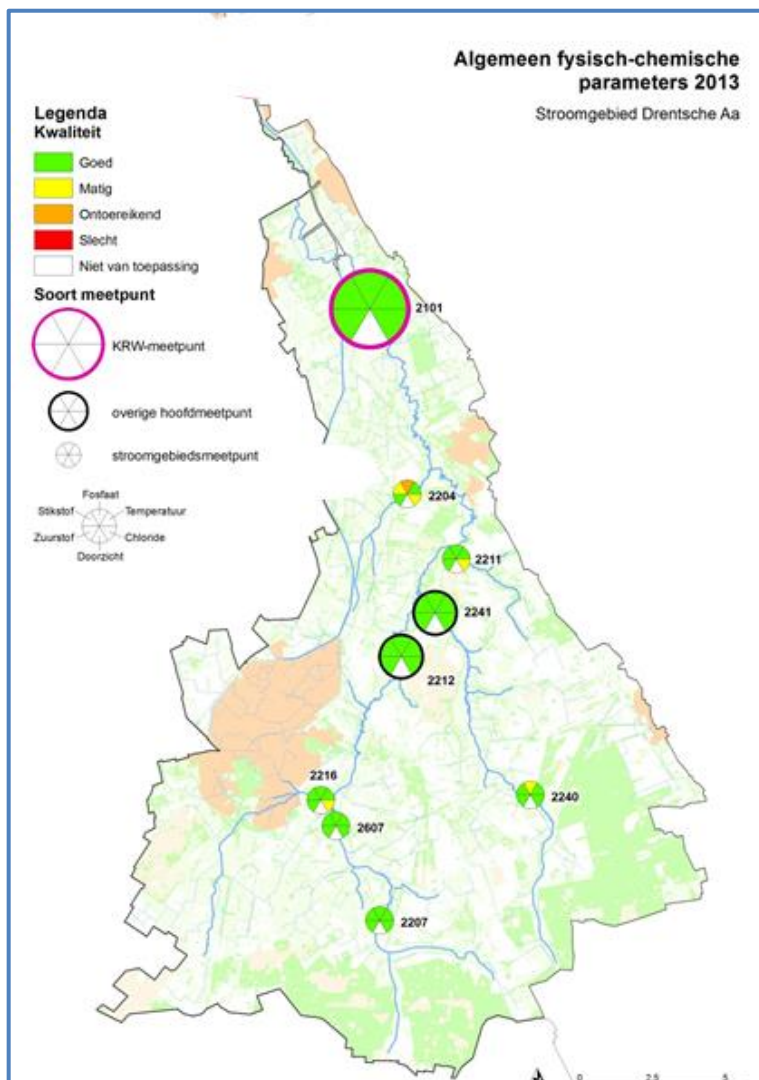 Algemeen fysisch-chemische
parameters 2013
Stroomgebied Drentsche Aa
Legenda
Kwaliteit
Goed
Matig
Ontoereikend
Slecht
Niet van toepassing
Soort meetpunt
KRW-meetpunt
overige hoofdmeetpunt
stroomgebiedsmeetpunt
Fosfaat
Stikstof
Temperatuur
Zuurstof
Chloride
Doorzicht
2101
2204
2211
2241
2212
2216
2240
2607
2207
0 2,5 5